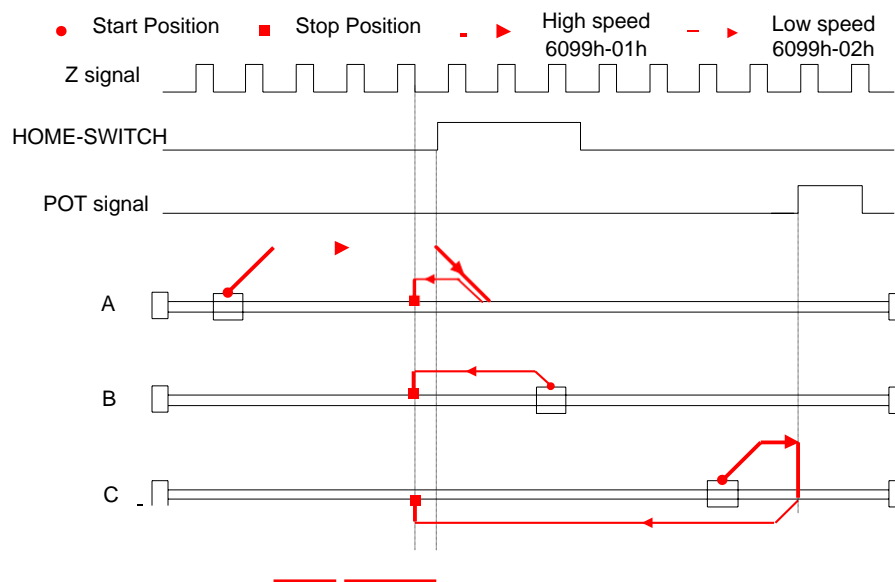 Start Position Stop Position High speed 6099h-01h Low speed 6099h-02h
Z signal
HOME-SWITCH
POT signal
A
B
C